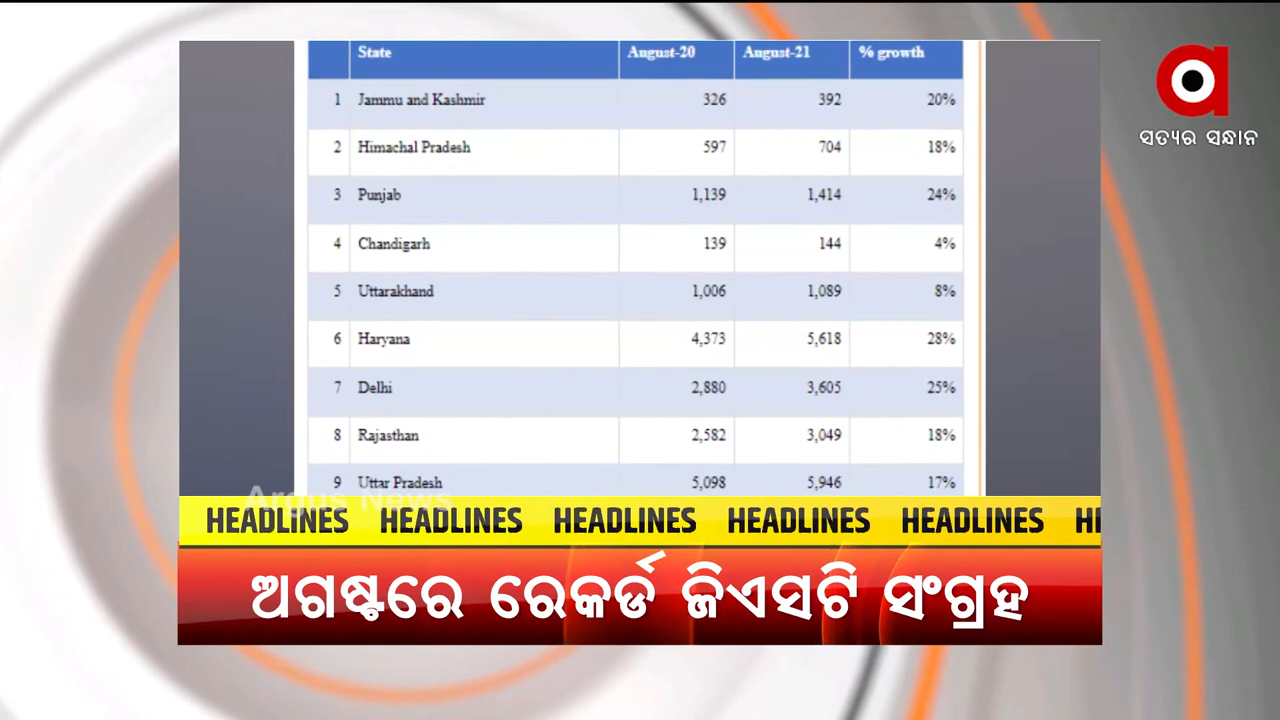 State August-20 August-21 % growth
1 Jammu and Kashmir 326 392 20%
2 Himachal Pradesh 597 704 18%
3 Punjab 1,139 1,414 24%
4 Chandigarh 139 144 4%
5 Uttarakhand 1,006 1,089 8%
6 Haryana 4,373 5,618 28%
7 Delhi 2,880 3,605 25%
8 Rajasthan 2,582 3,049 18%
9 Uttar Pradesh 5,098 5,946 17%
ସତ୍ୟର ସନ୍ଧାନ
Argus News
HEADLINES HEADLINES HEADLINES HEADLINES HEADLINES
ଅଗଷ୍ଟରେ ରେକର୍ଡ ଜିଏସଟି ସଂଗ୍ରହ